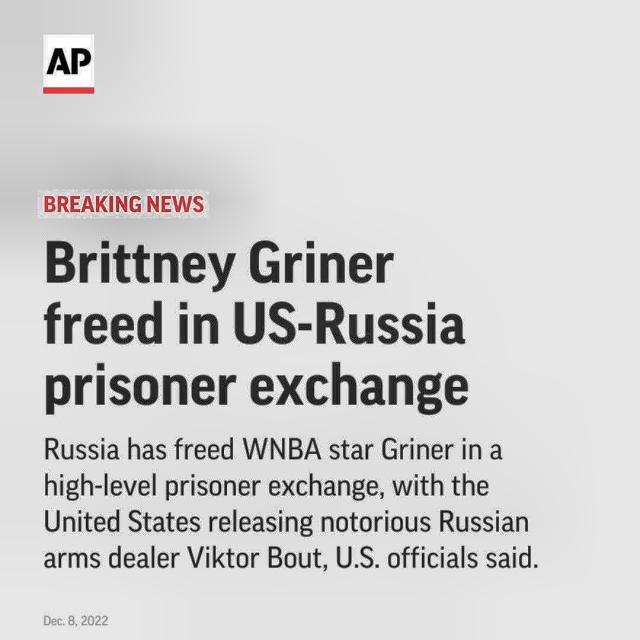 AP
BREAKING NEWS
Brittney Griner
freed in US-Russia
prisoner exchange
Russia has freed WNBA star Griner in a
high-level prisoner exchange, with the
United States releasing notorious Russian
arms dealer Viktor Bout, U.S. officials said.
Dec. 8, 2022